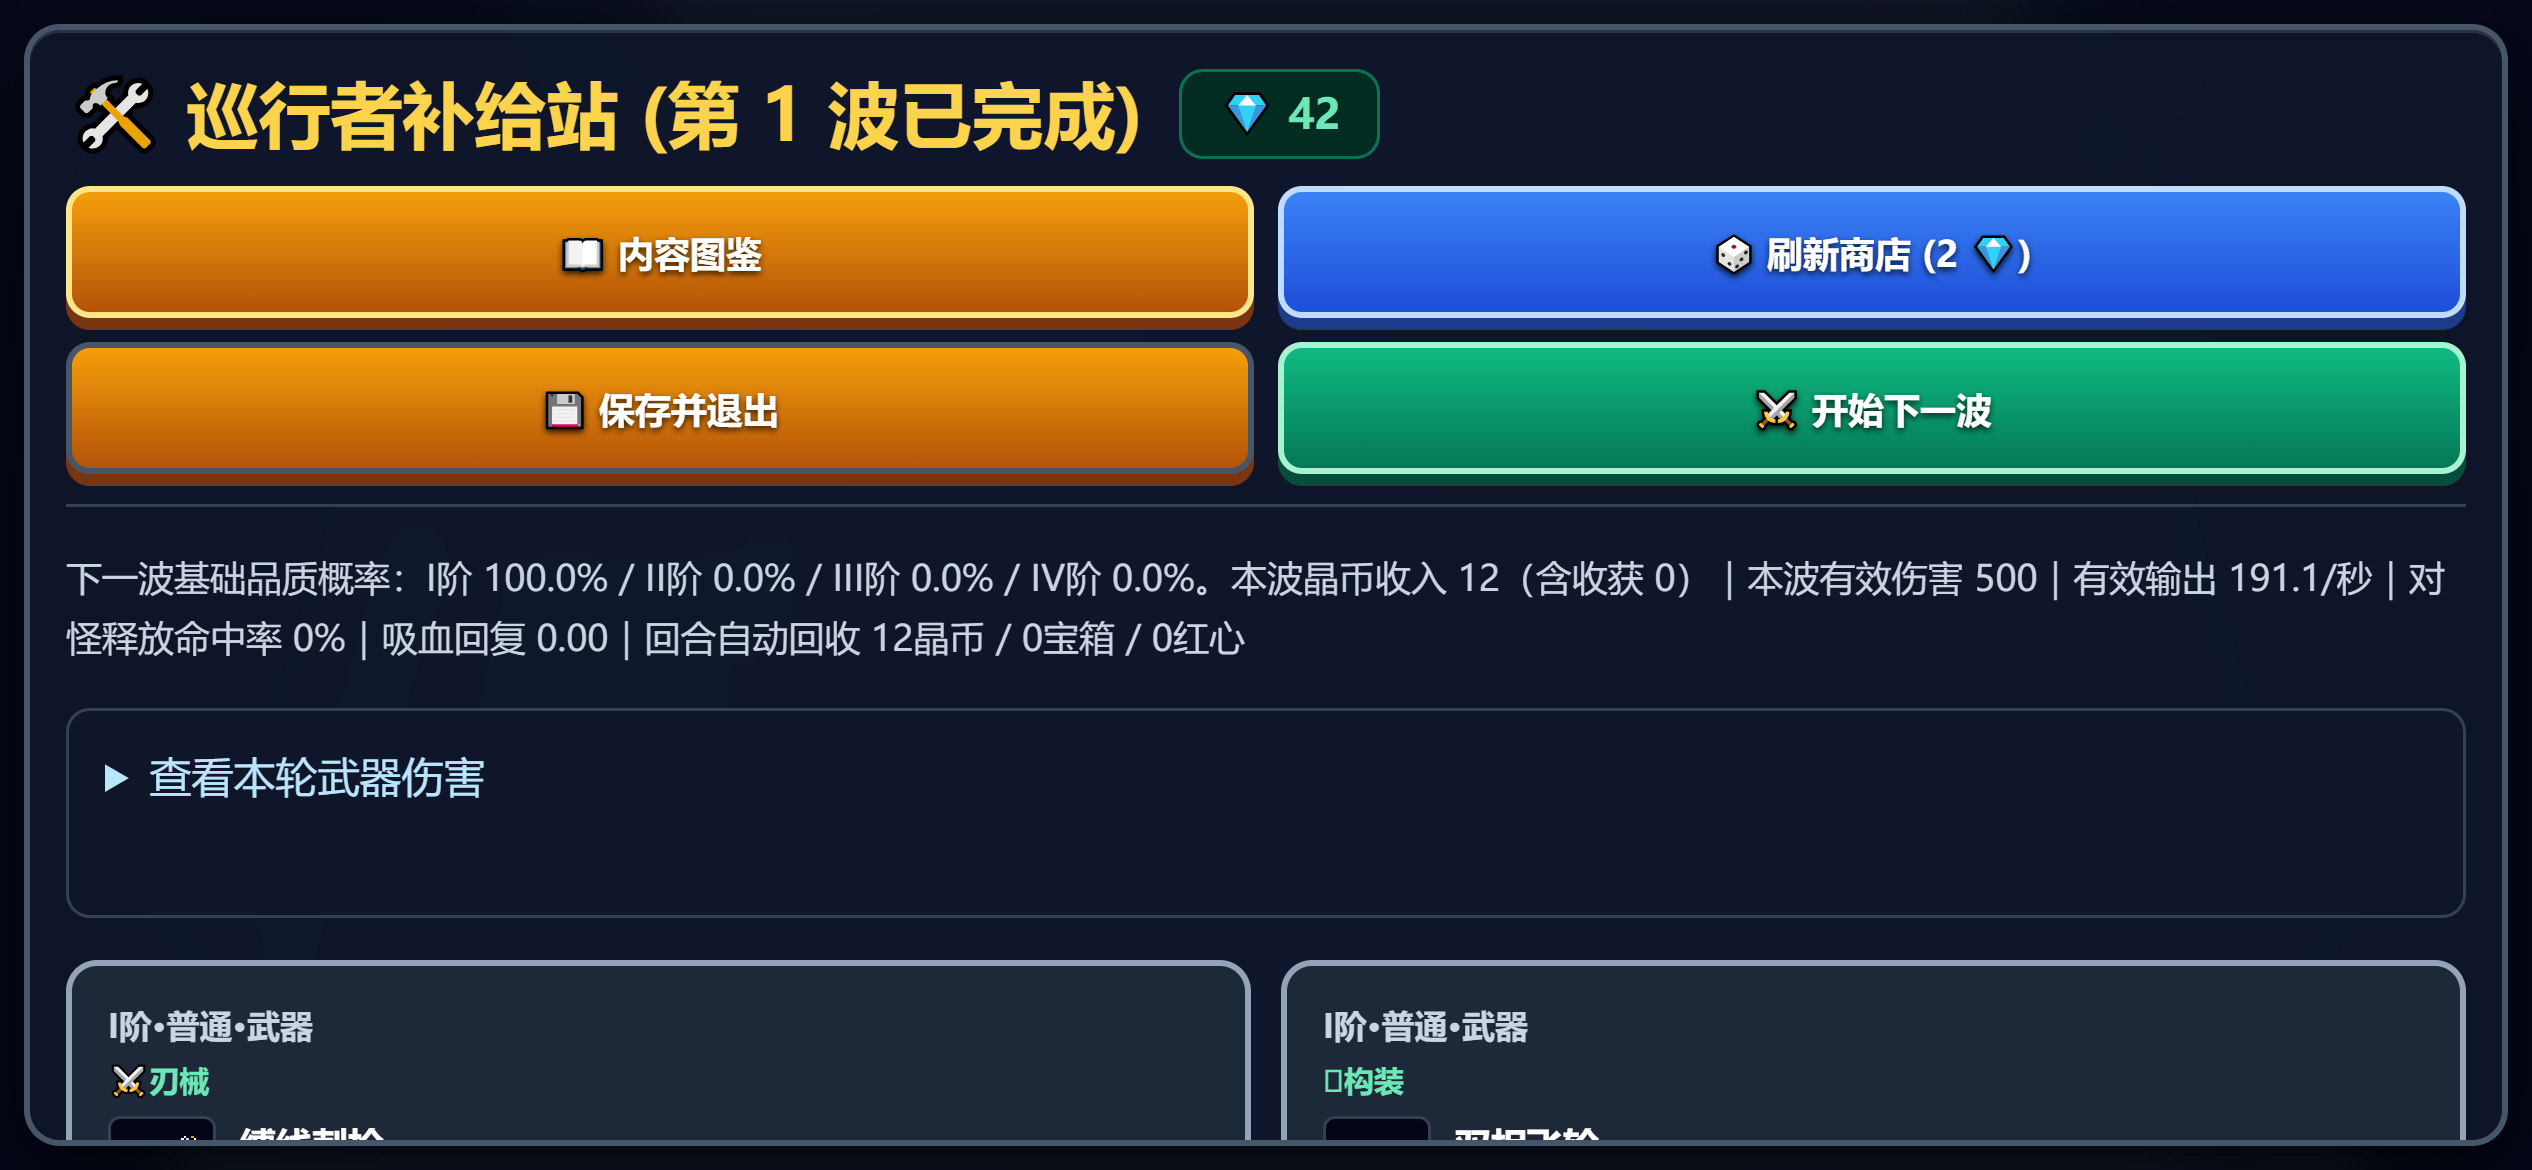 巡行者补给站 (第 1 波已完成)
42
内容图鉴
刷新商店 (2 💎)
保存并退出
开始下一波
下一波基础品质概率：I阶 100.0% / II阶 0.0% / III阶 0.0% / IV阶 0.0%。本波晶币收入 12（含收获 0）｜本波有效伤害 500｜有效输出 191.1/秒｜对
怪释放命中率 0%｜吸血回复 0.00｜回合自动回收 12晶币 / 0宝箱 / 0红心
查看本轮武器伤害
I阶·普通·武器
刃械
I阶·普通·武器
构装